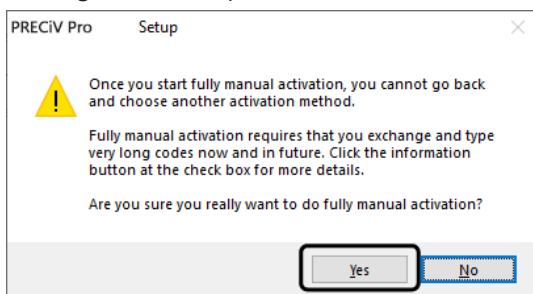 PRECiV Pro Setup
Once you start fully manual activation, you cannot go back
and choose another activation method.
Fully manual activation requires that you exchange and type
very long codes now and in future. Click the information
button at the check box for more details.
Are you sure you really want to do fully manual activation?
Yes No